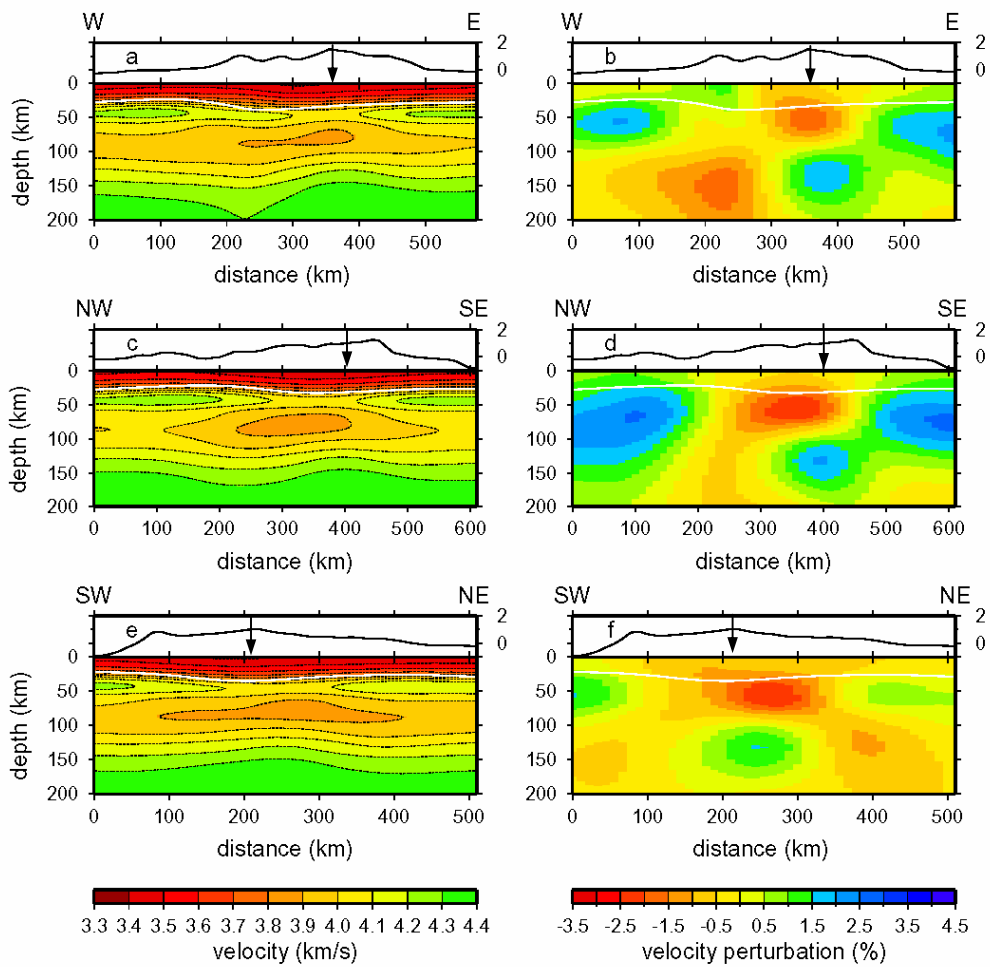 W E W E
a 2 b 2
0 0
0 0
50 50
100 100
150 150
200 200
depth (km)
0 100 200 300 400 500 0 100 200 300 400 500
distance (km) distance (km)
NW SE NW SE
c 2 d 2
0 0
0 0
50 50
100 100
150 150
200 200
depth (km)
0 100 200 300 400 500 600 0 100 200 300 400 500 600
distance (km) distance (km)
SW NE SW NE
e 2 f 2
0 0
0 0
50 50
100 100
150 150
200 200
depth (km)
0 100 200 300 400 500 0 100 200 300 400 500
distance (km) distance (km)
3.3 3.4 3.5 3.6 3.7 3.8 3.9 4.0 4.1 4.2 4.3 4.4 -3.5 -2.5 -1.5 -0.5 0.5 1.5 2.5 3.5 4.5
velocity (km/s) velocity perturbation (%)